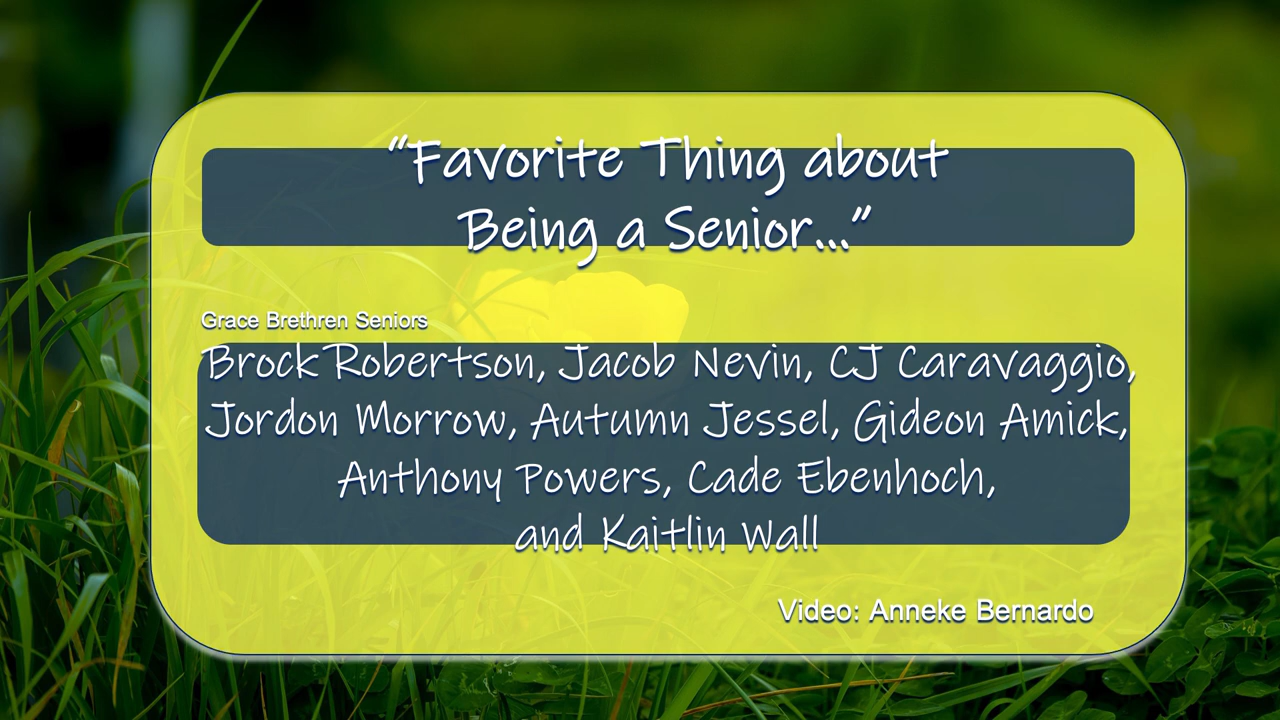 “Favorite Thing about
Being a Senior...”
Grace Brethren Seniors
Brock Robertson, Jacob Nevin, CJ Caravaggio,
Jordon Morrow, Autumn Jessel, Gideon Amick,
Anthony Powers, Cade Ebenhoch,
and Kaitlin Wall
Video: Anneke Bernardo